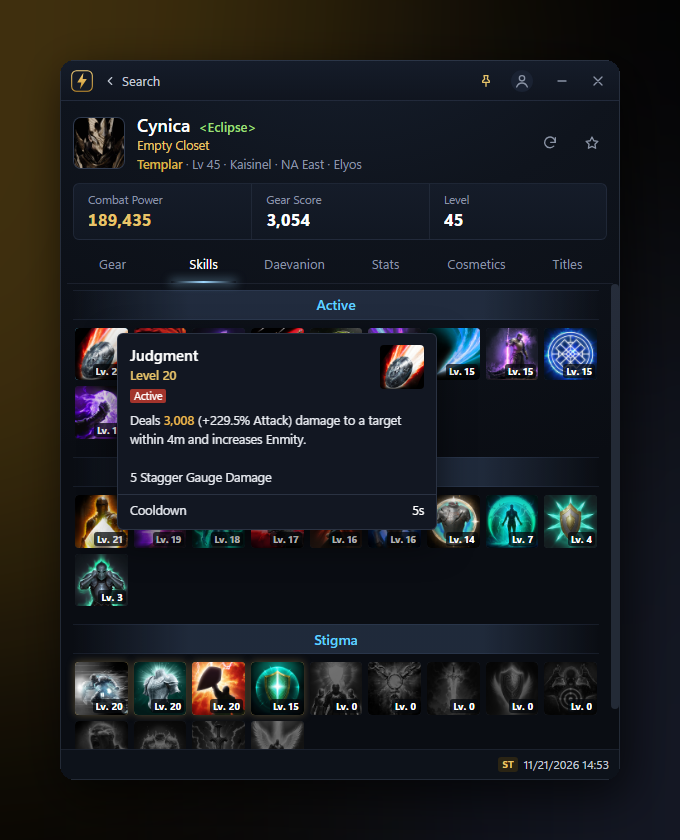 Search
Cynica <Eclipse>
Empty Closet
Templar · Lv 45 · Kaisinel · NA East · Elyos
Combat Power
189,435
Gear Score
3,054
Level
45
Gear Skills Daevanion Stats Cosmetics Titles
Active
Lv. 15 Lv. 15 Lv. 15
Judgment
Level 20
Active
Deals 3,008 (+229.5% Attack) damage to a target
within 4m and increases Enmity.
5 Stagger Gauge Damage
Cooldown 5s
Lv. 21 Lv. 19 Lv. 18 Lv. 17 Lv. 16 Lv. 16 Lv. 14 Lv. 7 Lv. 4
Lv. 3
Stigma
Lv. 20 Lv. 20 Lv. 20 Lv. 15 Lv. 0 Lv. 0 Lv. 0 Lv. 0 Lv. 0
ST 11/21/2026 14:53